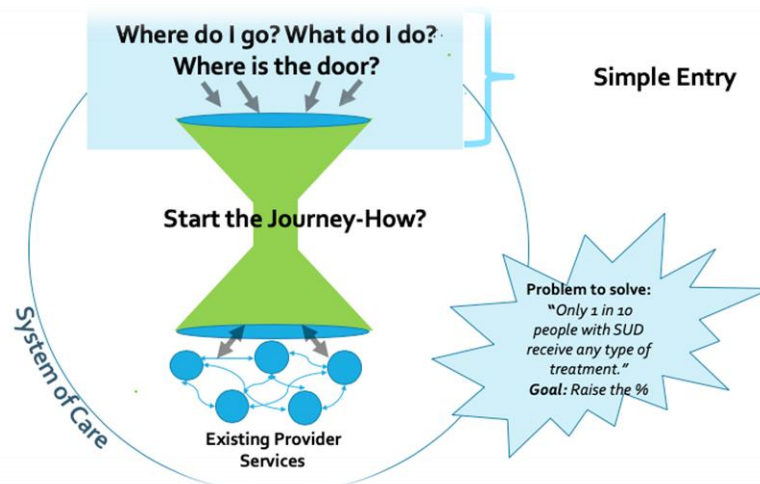 Where do I go? What do I do?
Where is the door?
Simple Entry
Start the Journey-How?
Problem to solve:
"Only 1 in 10
people with SUD
receive any type of
treatment."
Goal: Raise the %
System of Care
Existing Provider
Services